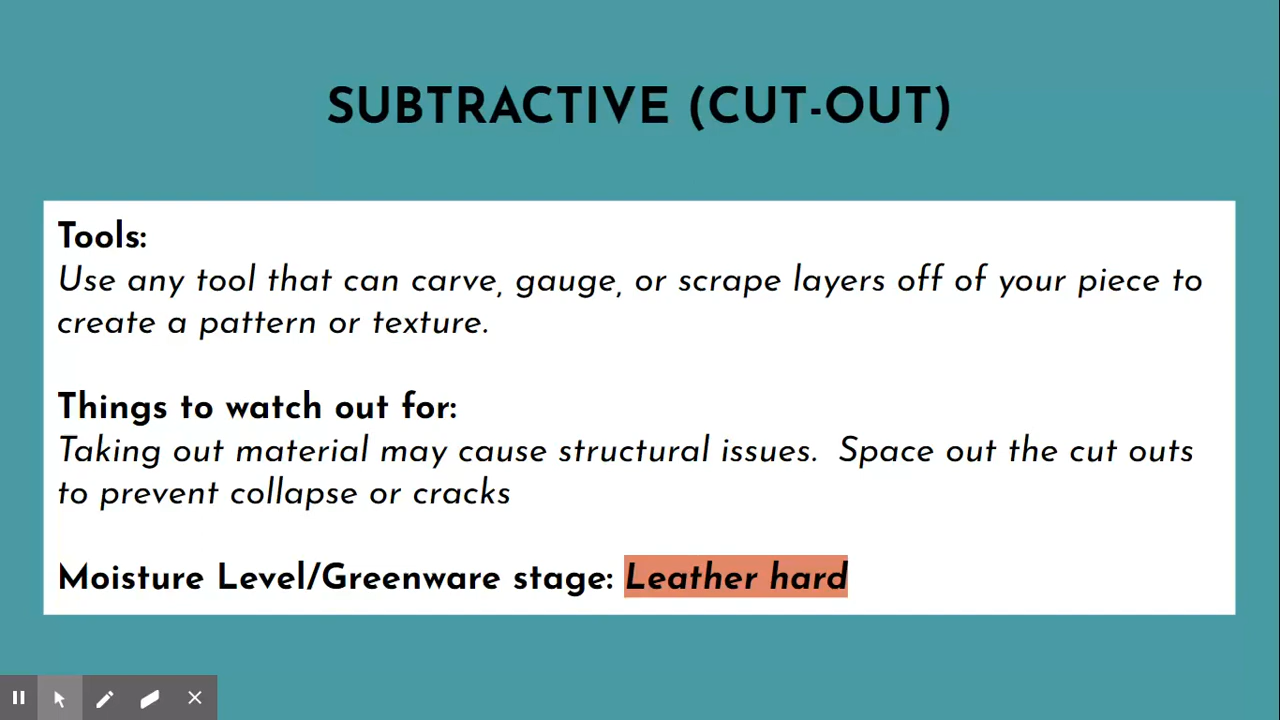 SUBTRACTIVE (CUT-OUT)
Tools:
Use any tool that can carve, gauge, or scrape layers off of your piece to
create a pattern or texture.
Things to watch out for:
Taking out material may cause structural issues.  Space out the cut outs
to prevent collapse or cracks
Moisture Level/Greenware stage: Leather hard